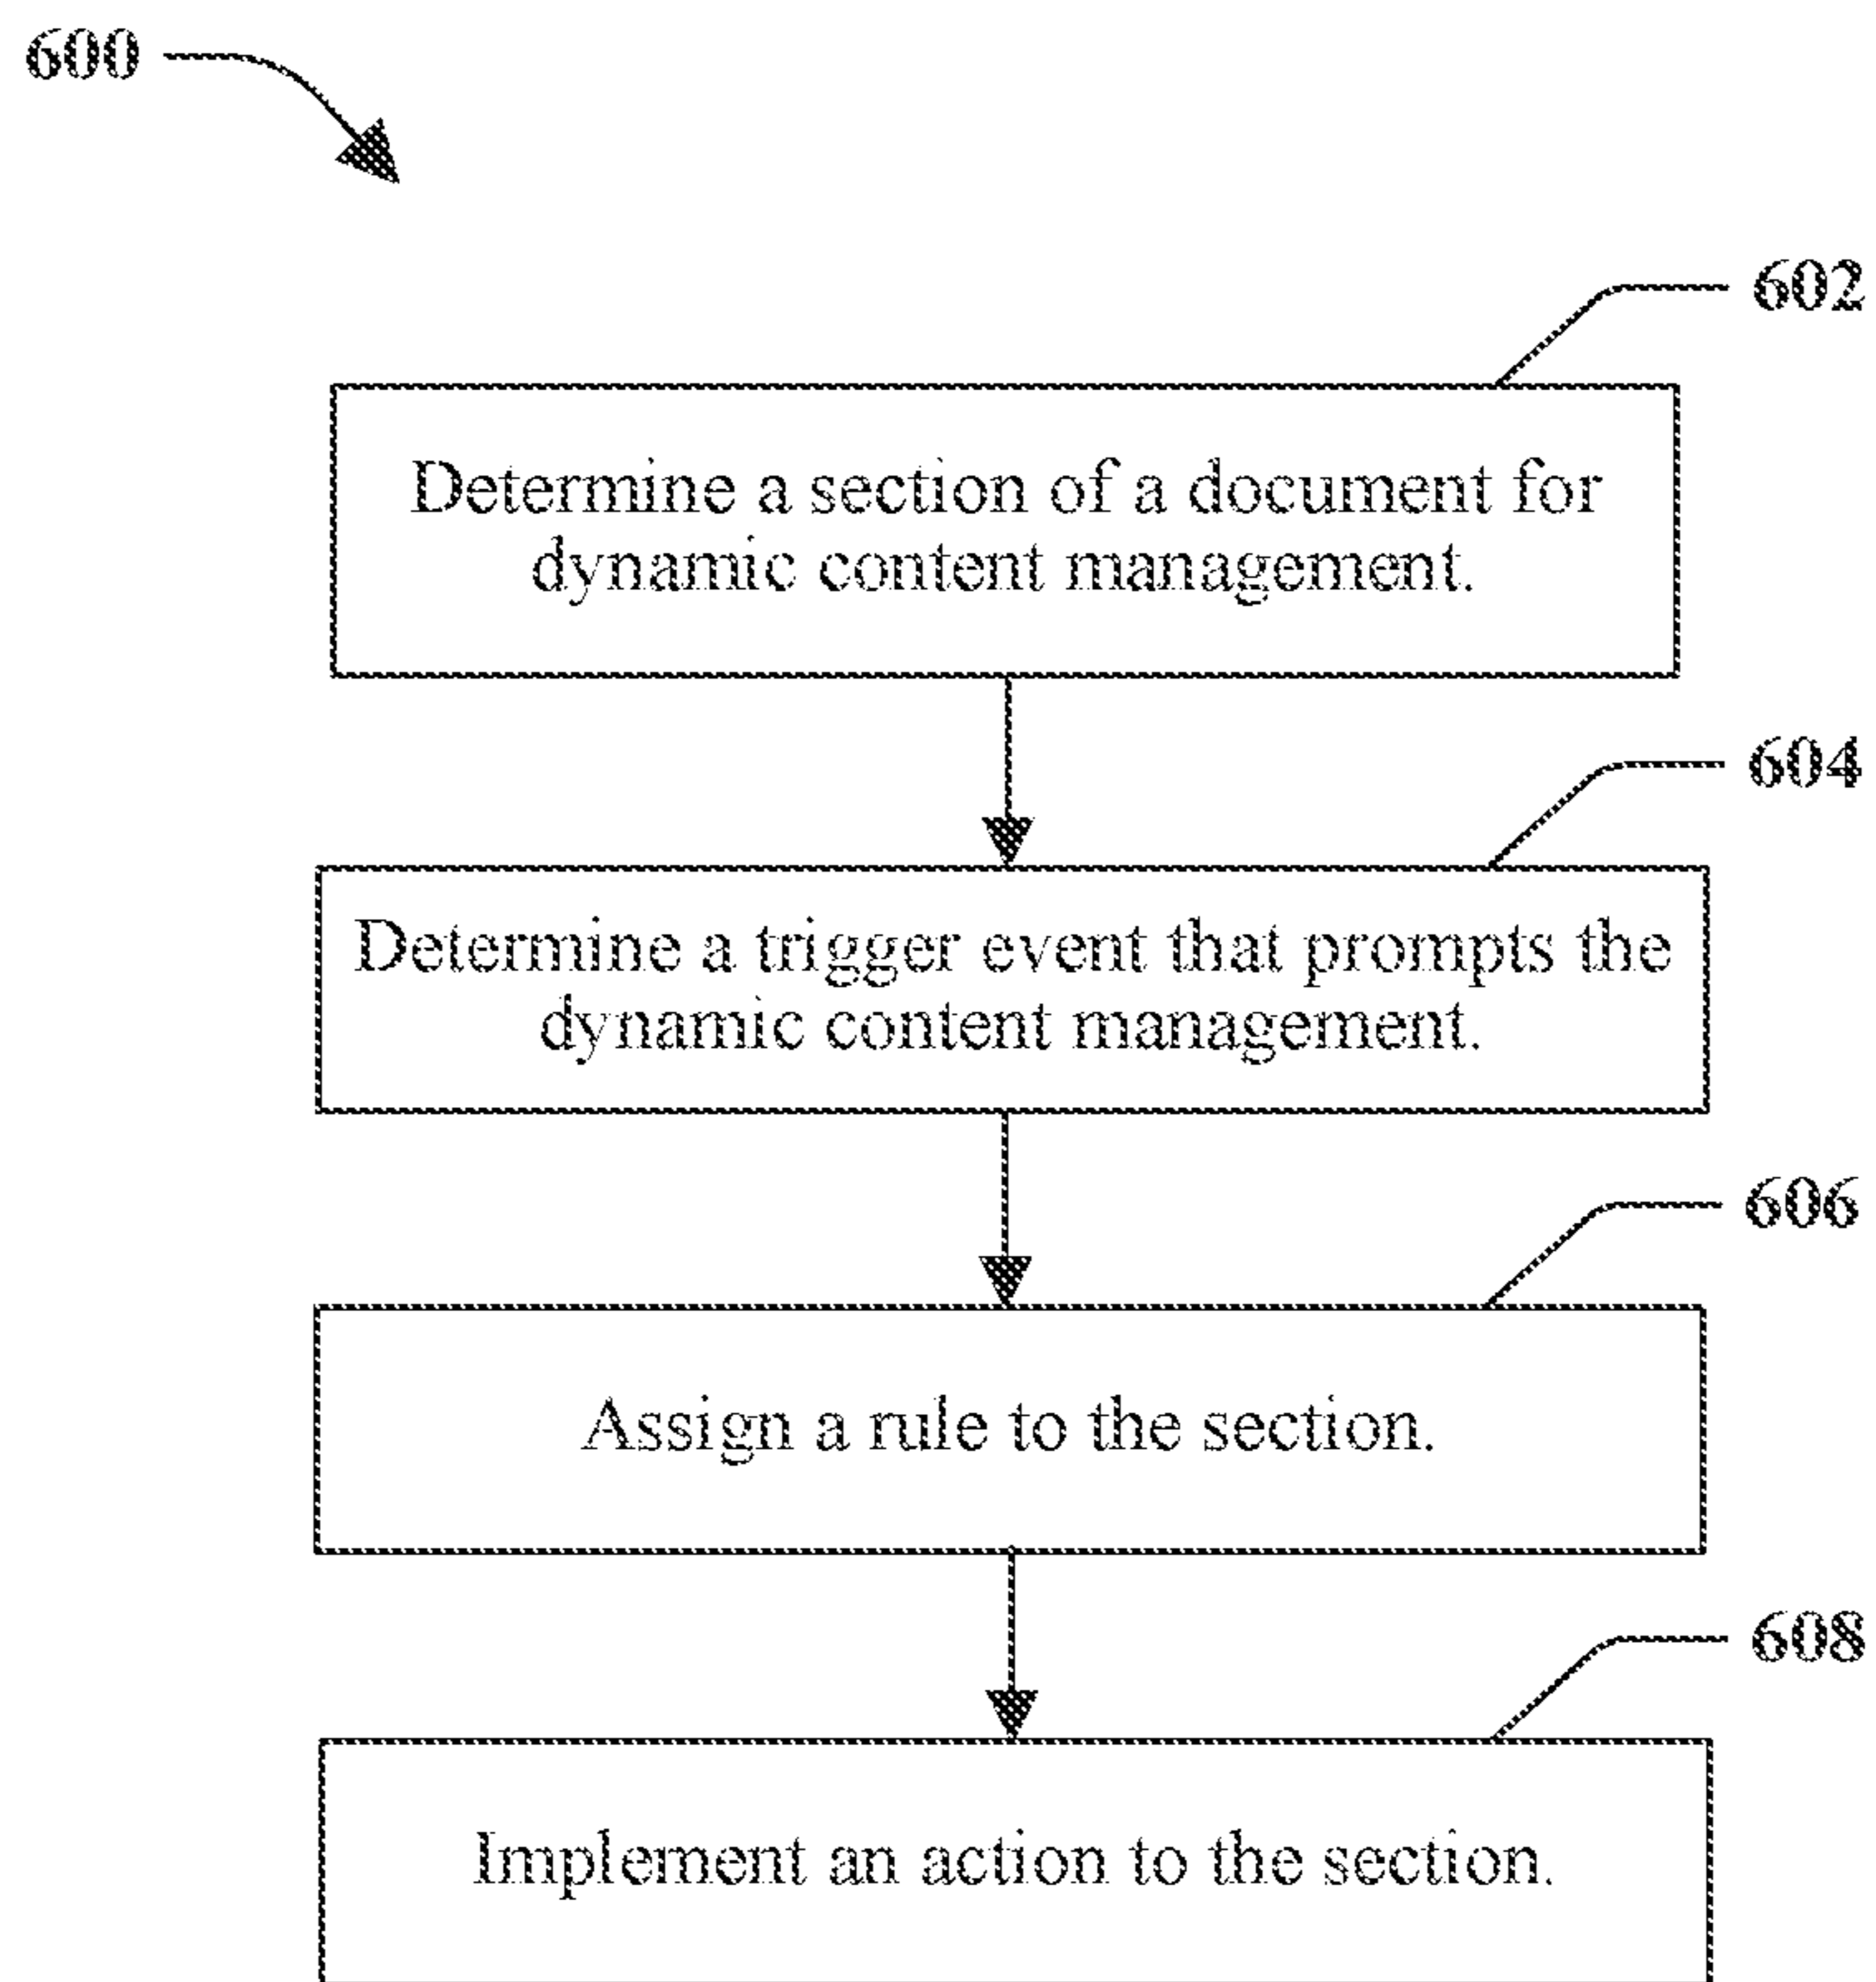 600
602
Determine a section of a document for
dynamic content management.
604
Determine a trigger event that prompts the
dynamic content management.
606
Assign a rule to the section.
608
Implement an action to the section.